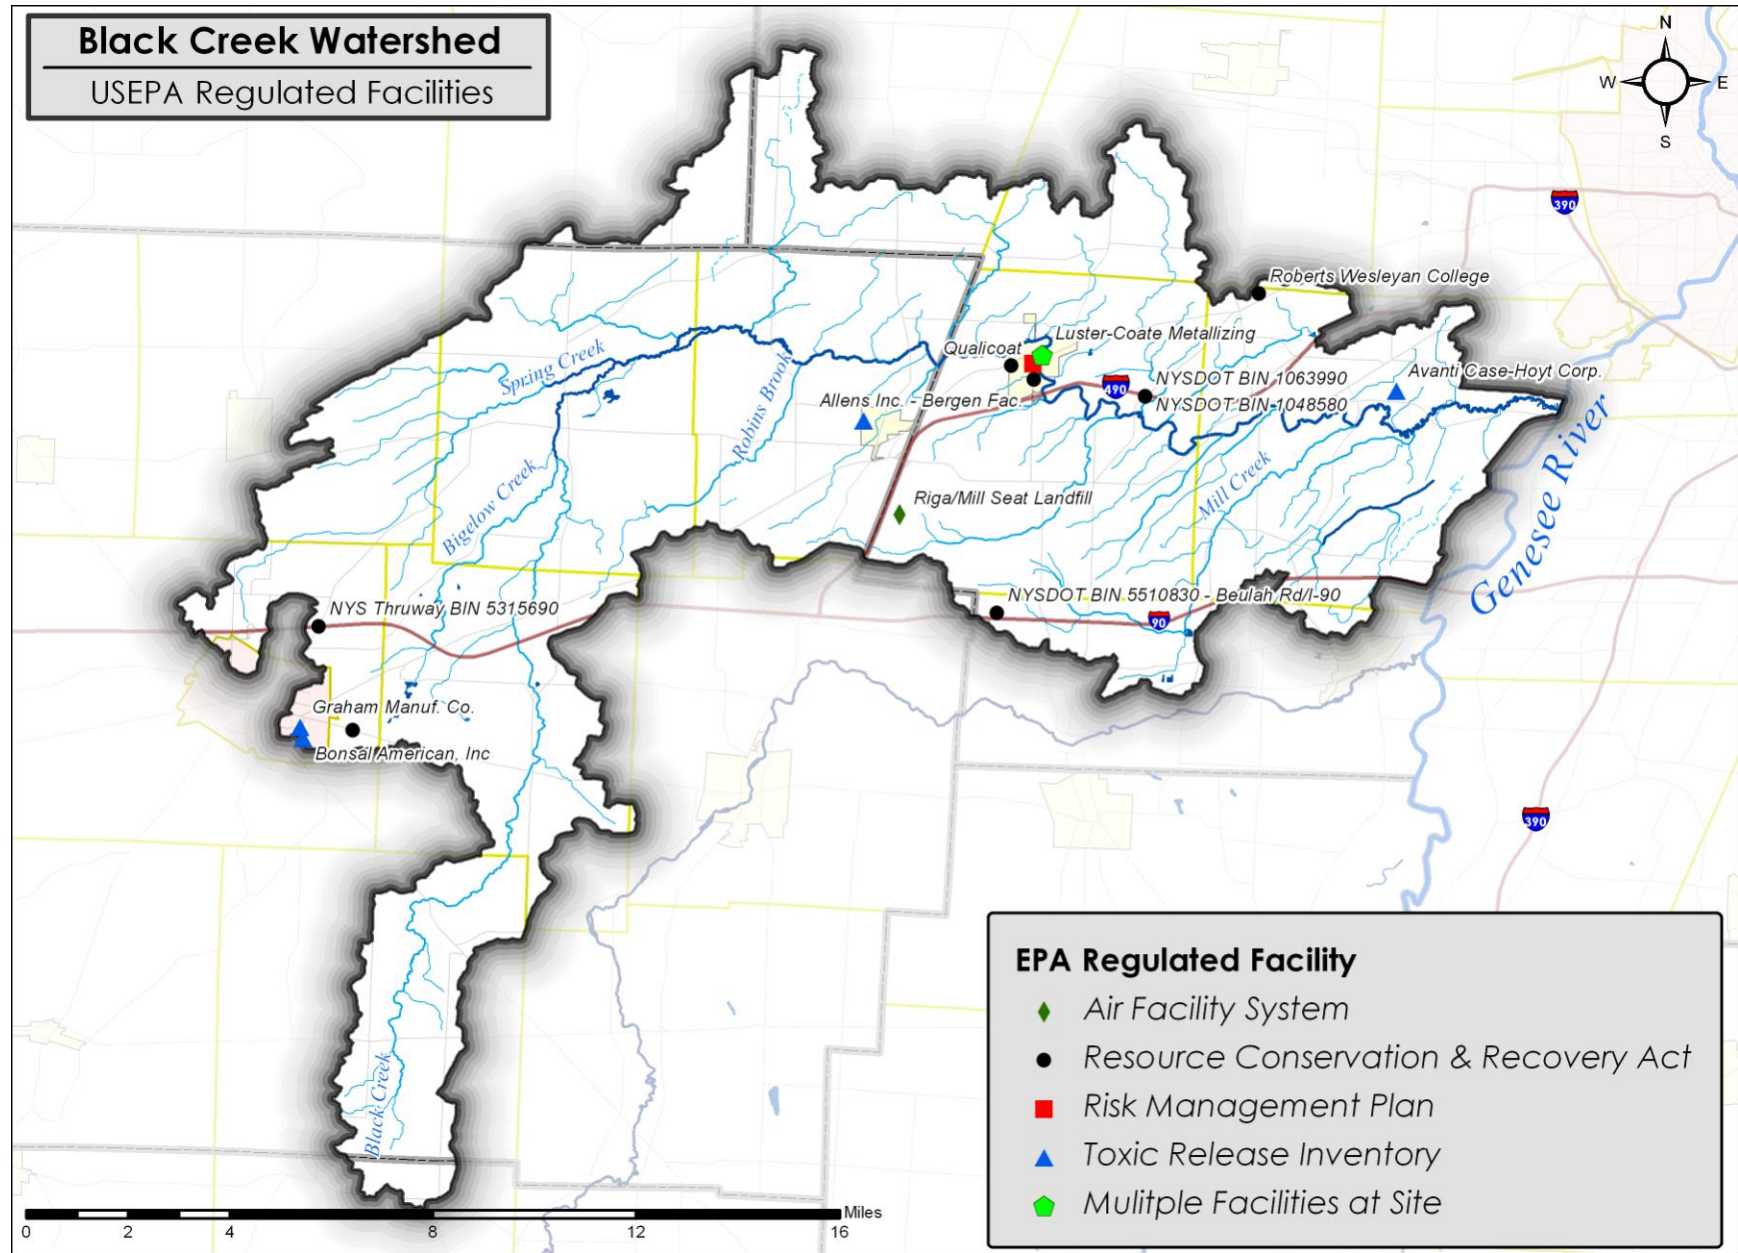 Black Creek Watershed
USEPA Regulated Facilities
N
W
E
S
390
Roberts Wesleyan College
Luster-Coate Metallizing
Qualicoat
Spring Creek
Robins Brook
490
NYSDOT BIN 1063990
NYSDOT BIN 1048580
Avanti Case-Hoyt Corp.
Allens Inc. - Bergen Fac.
Bigelow Creek
Mill Creek
Riga/Mill Seat Landfill
Genesee River
NYS Thruway BIN 5315690
NYSDOT BIN 5510830 - Beulah Rd/I-90
90
Graham Manuf. Co.
Bonsal American, Inc
390
Black Creek
EPA Regulated Facility
Air Facility System
Resource Conservation & Recovery Act
Risk Management Plan
Toxic Release Inventory
Mulitple Facilities at Site
Miles
0 2 4 8 12 16